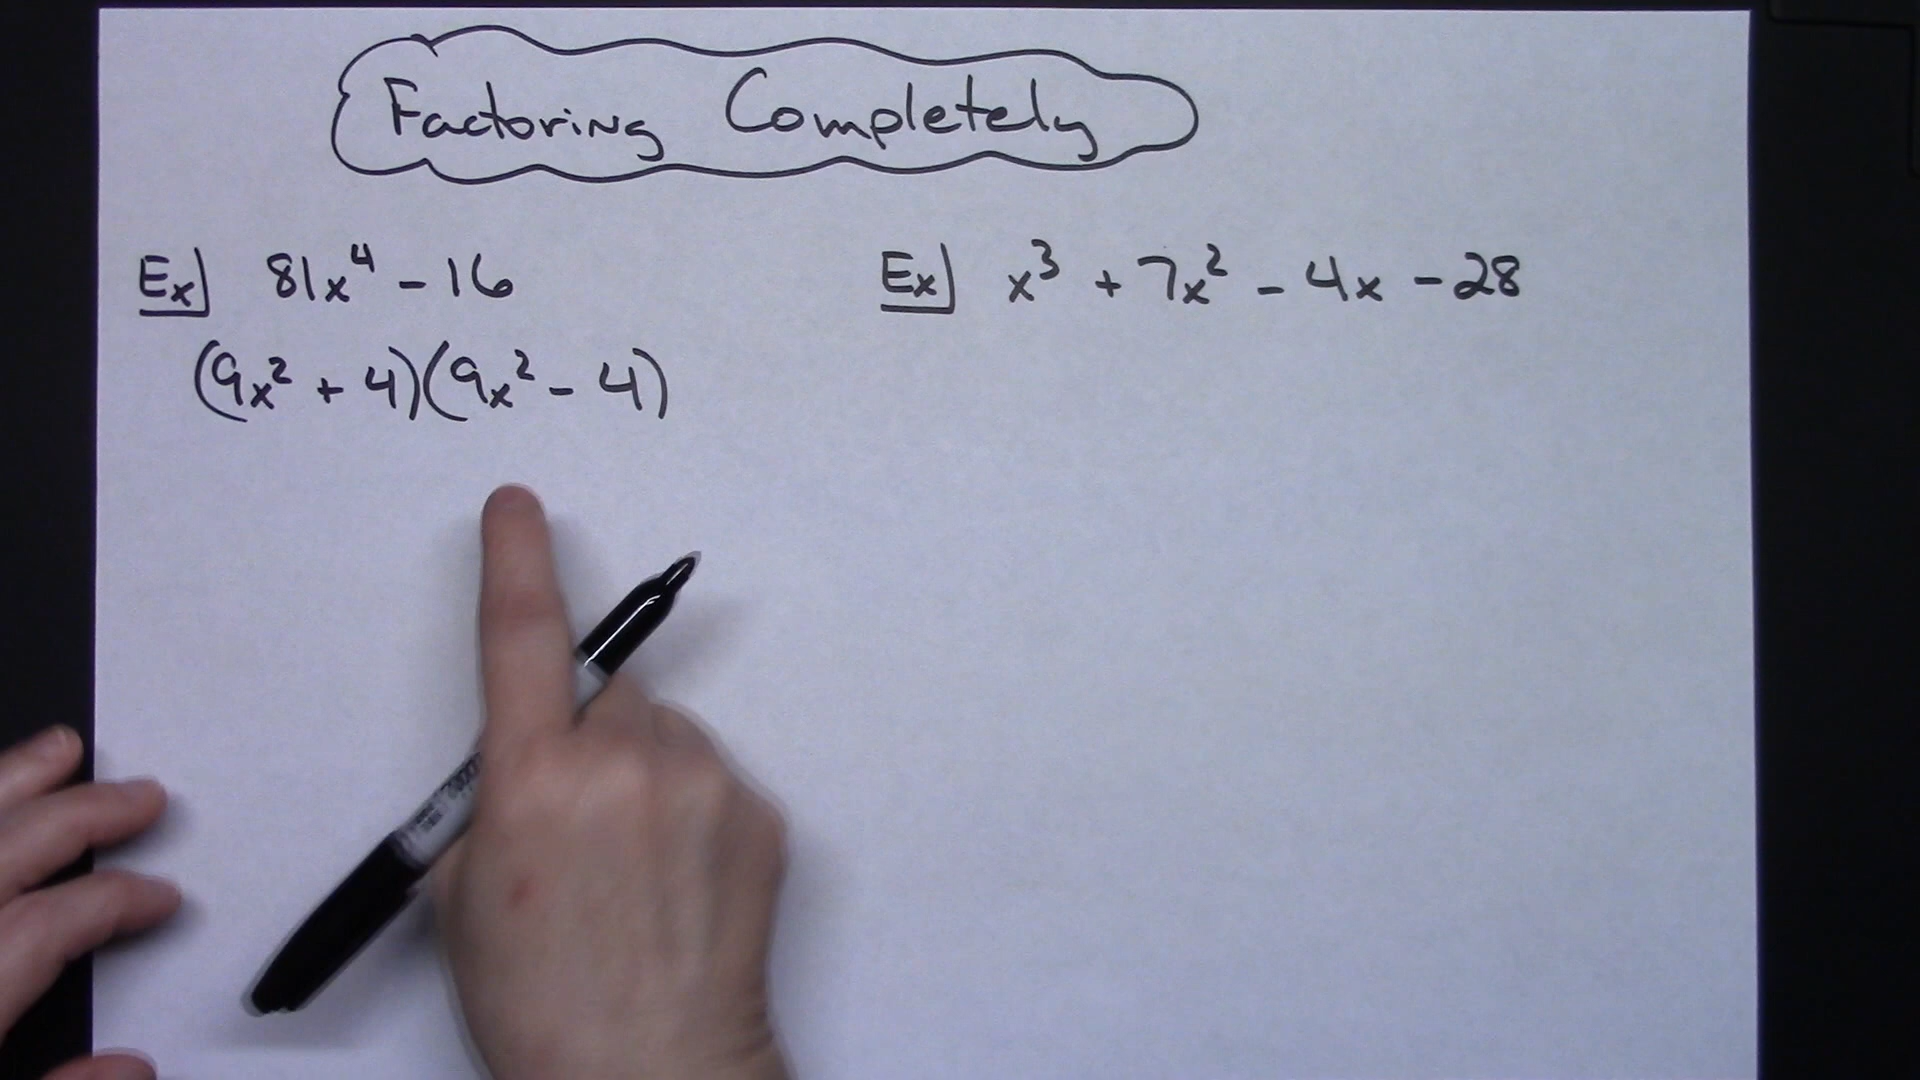 Factoring Completely
Ex] 81x⁴ - 16
(9x² + 4)(9x² - 4)
Ex] x³ + 7x² - 4x - 28